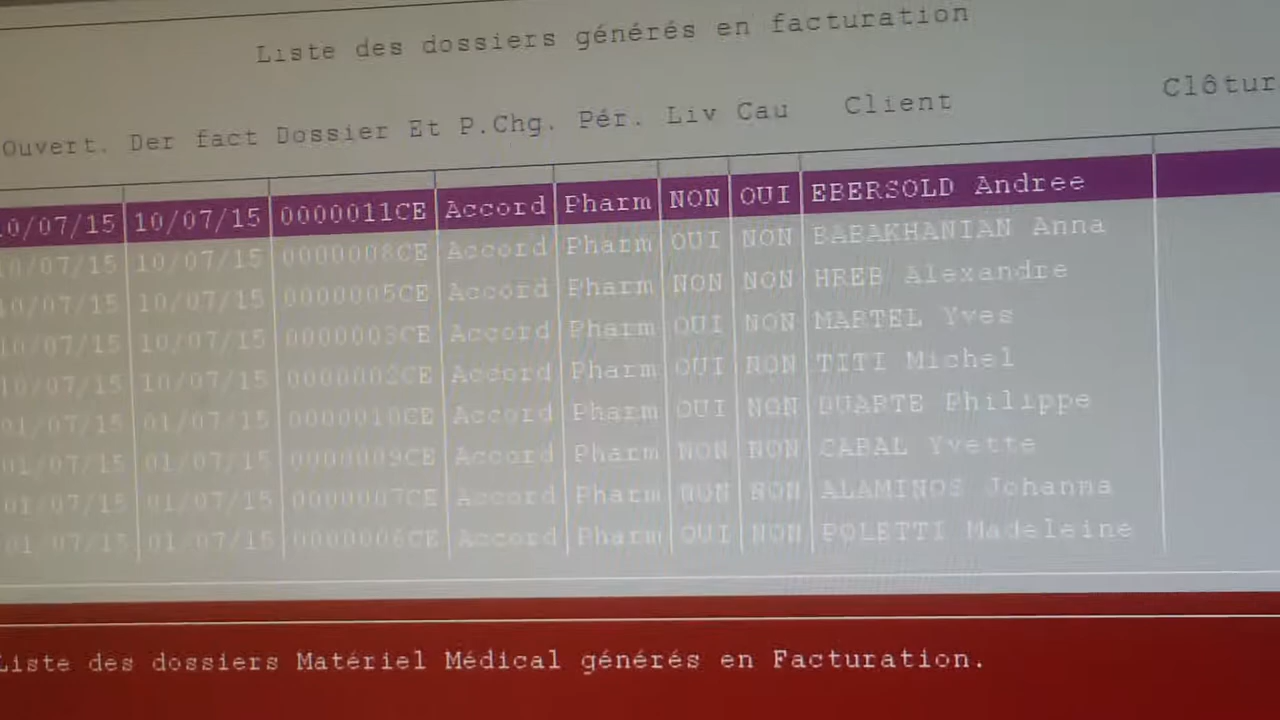 Liste des dossiers générés en facturation
Ouvert. Der fact Dossier Et P.Chg. Pér. Liv Cau Client Clôtur
10/07/15 10/07/15 0000011CE Accord Pharm NON OUI EBERSOLD Andree
10/07/15 10/07/15 0000008CE Accord Pharm OUI NON BABAKHANIAN Anna
10/07/15 10/07/15 0000005CE Accord Pharm NON NON HREB Alexandre
10/07/15 10/07/15 0000003CE Accord Pharm OUI NON MARTEL Yves
10/07/15 10/07/15 0000002CE Accord Pharm OUI NON TITI Michel
01/07/15 01/07/15 0000010CE Accord Pharm OUI NON DUARTE Philippe
01/07/15 01/07/15 0000009CE Accord Pharm NON NON CABAL Yvette
01/07/15 01/07/15 0000007CE Accord Pharm NON NON ALAMINOS Johanna
01/07/15 01/07/15 0000006CE Accord Pharm OUI NON POLETTI Madeleine
Liste des dossiers Matériel Médical générés en Facturation.